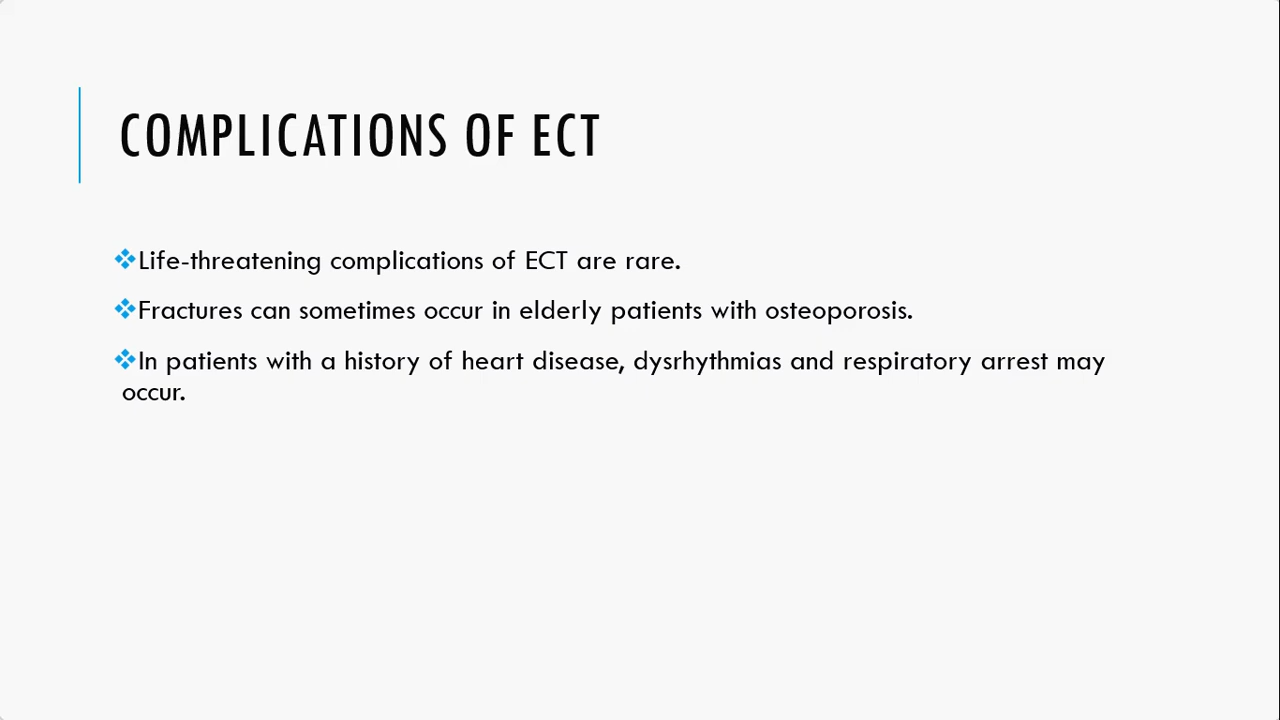 COMPLICATIONS OF ECT
❖Life-threatening complications of ECT are rare.
❖Fractures can sometimes occur in elderly patients with osteoporosis.
❖In patients with a history of heart disease, dysrhythmias and respiratory arrest may
occur.